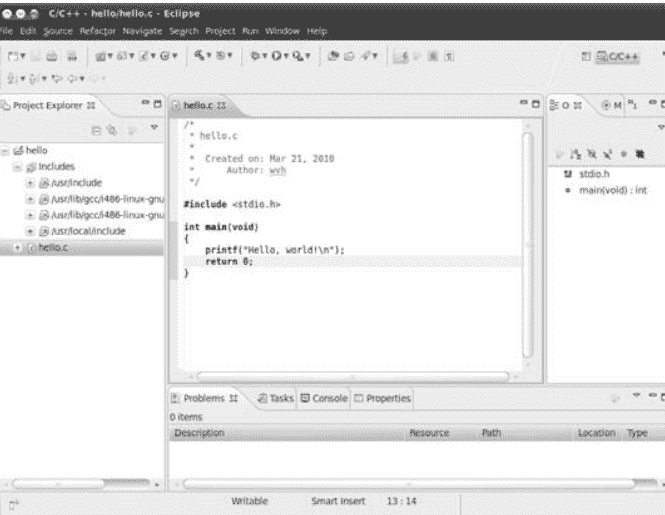 C/C++ - hello/hello.c - Eclipse
File Edit Source Refactor Navigate Search Project Run Window Help
C/C++
Project Explorer
hello
Includes
/usr/include
/usr/lib/gcc/i486-linux-gnu
/usr/lib/gcc/i486-linux-gnu
/usr/local/include
hello.c
hello.c
/*
* hello.c
*
* Created on: Mar 21, 2010
* Author: wvh
*/
#include <stdio.h>
int main(void)
{
printf("Hello, world!\n");
return 0;
}
O
M
1
stdio.h
main(void) : int
Problems Tasks Console Properties
0 items
Description Resource Path Location Type
Writable Smart Insert 13 : 14